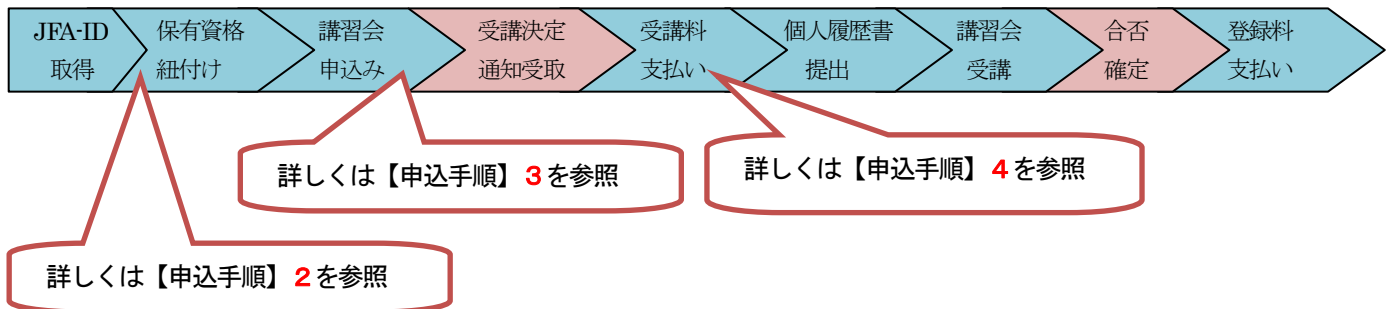 JFA-ID
取得
保有資格
紐付け
講習会
申込み
受講決定
通知受取
受講料
支払い
個人履歴書
提出
講習会
受講
合否
確定
登録料
支払い
詳しくは【申込手順】３を参照
詳しくは【申込手順】４を参照
詳しくは【申込手順】２を参照